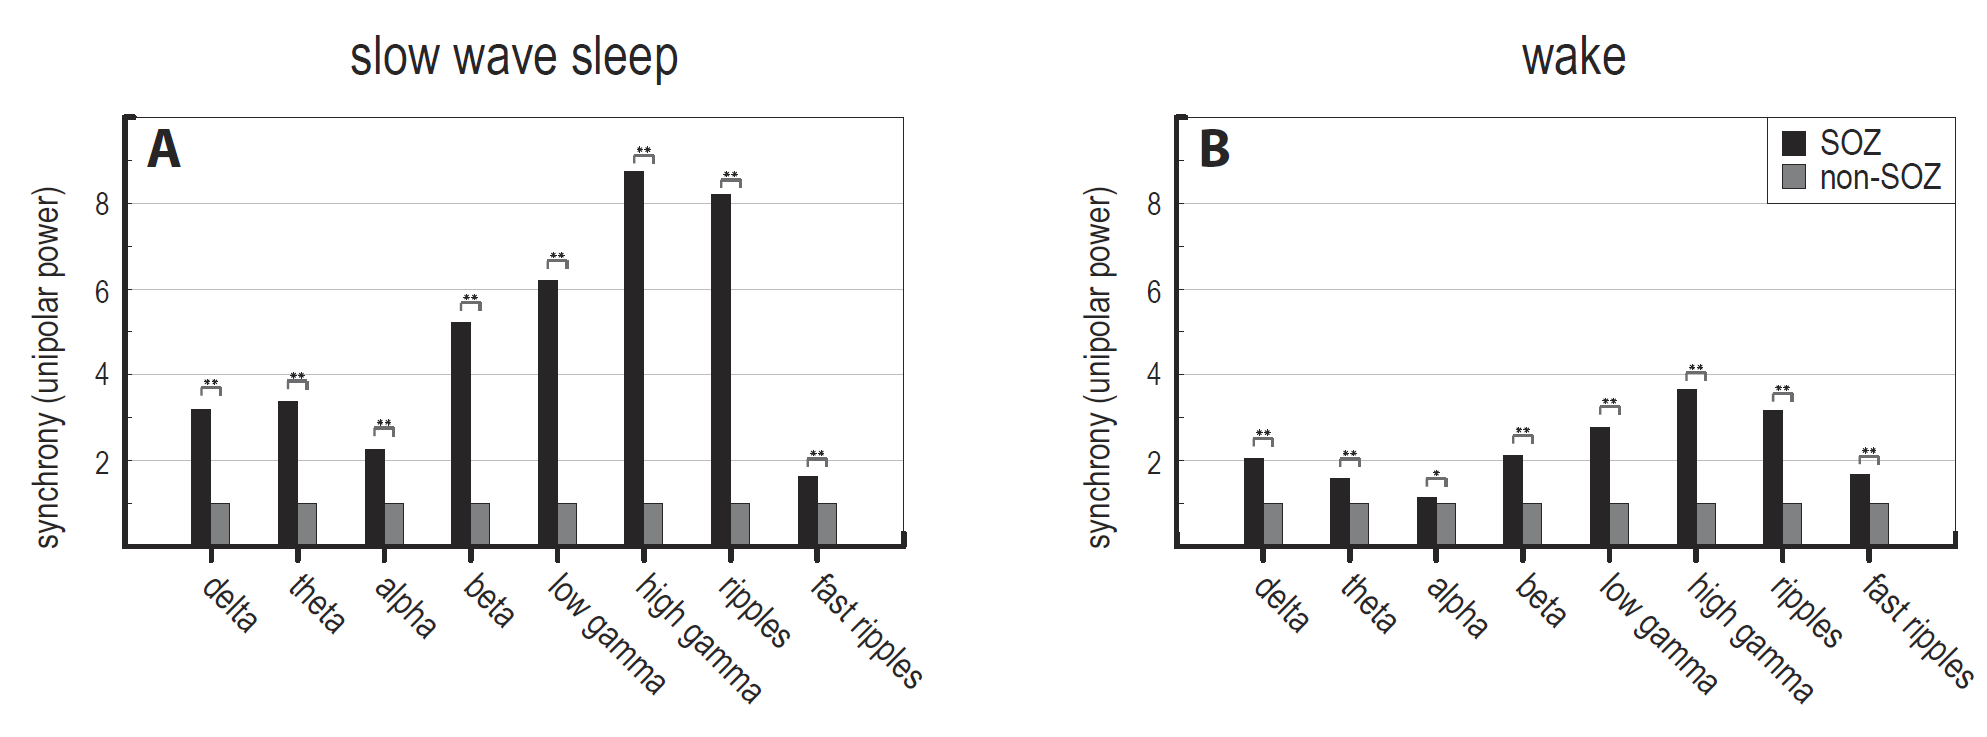 slow wave sleep
A
synchrony (unipolar power)
8
6
4
2
**
**
**
**
**
**
**
**
delta
theta
alpha
beta
low gamma
high gamma
ripples
fast ripples
wake
B
SOZ
non-SOZ
synchrony (unipolar power)
8
6
4
2
**
**
*
**
**
**
**
**
delta
theta
alpha
beta
low gamma
high gamma
ripples
fast ripples